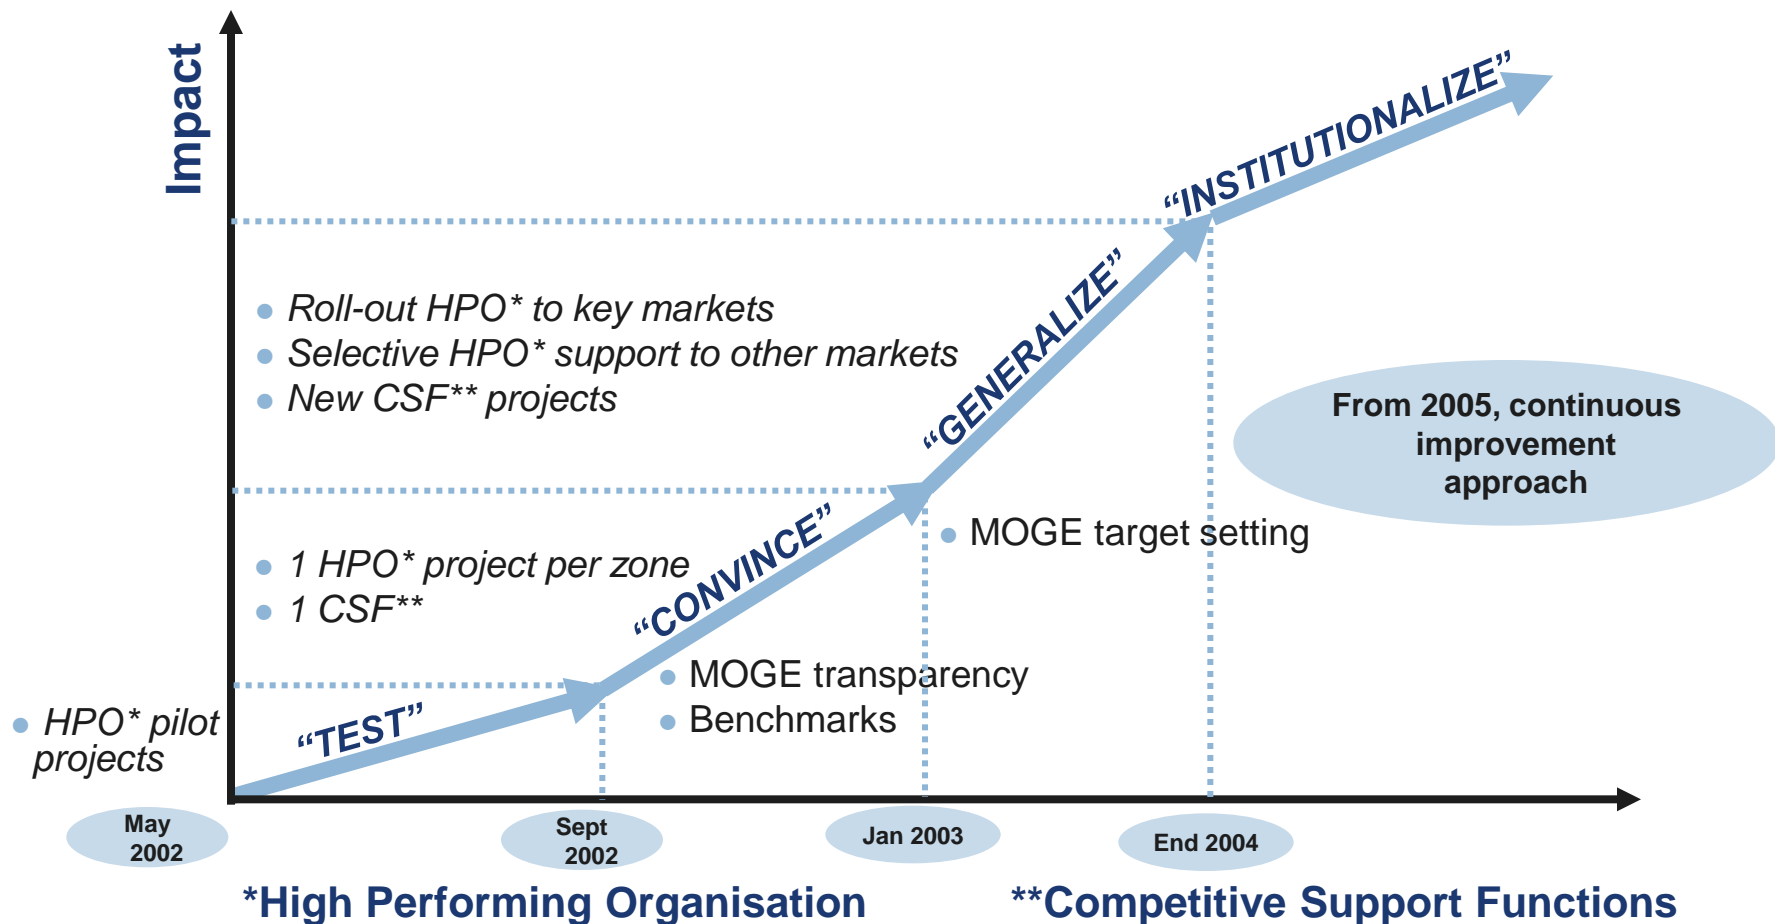 Impact
“INSTITUTIONALIZE”
• Roll-out HPO* to key markets
• Selective HPO* support to other markets
• New CSF** projects
“GENERALIZE”
From 2005, continuous
improvement
approach
• MOGE target setting
• 1 HPO* project per zone
• 1 CSF**
“CONVINCE”
• MOGE transparency
• Benchmarks
• HPO* pilot
projects
“TEST”
May
2002
Sept
2002
Jan 2003
End 2004
*High Performing Organisation
**Competitive Support Functions